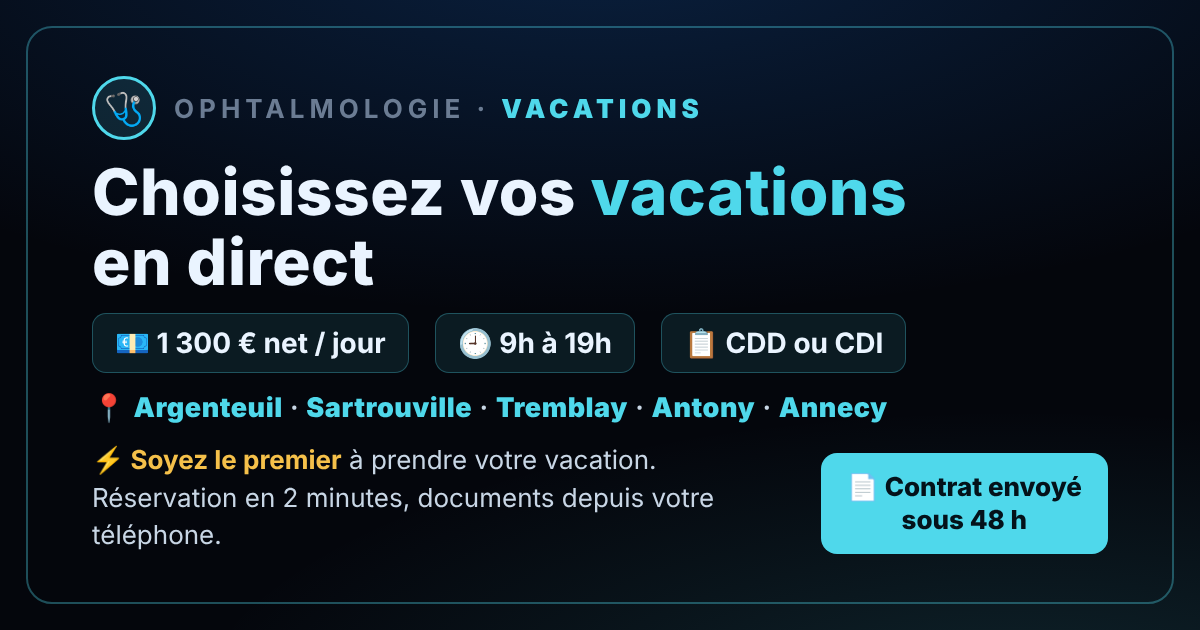 OPHTALMOLOGIE · VACATIONS
Choisissez vos vacations
en direct
💶 1 300 € net / jour
🕘 9h à 19h
📋 CDD ou CDI
📍 Argenteuil · Sartrouville · Tremblay · Antony · Annecy
⚡ Soyez le premier à prendre votre vacation.
Réservation en 2 minutes, documents depuis votre
téléphone.
📄 Contrat envoyé
sous 48 h